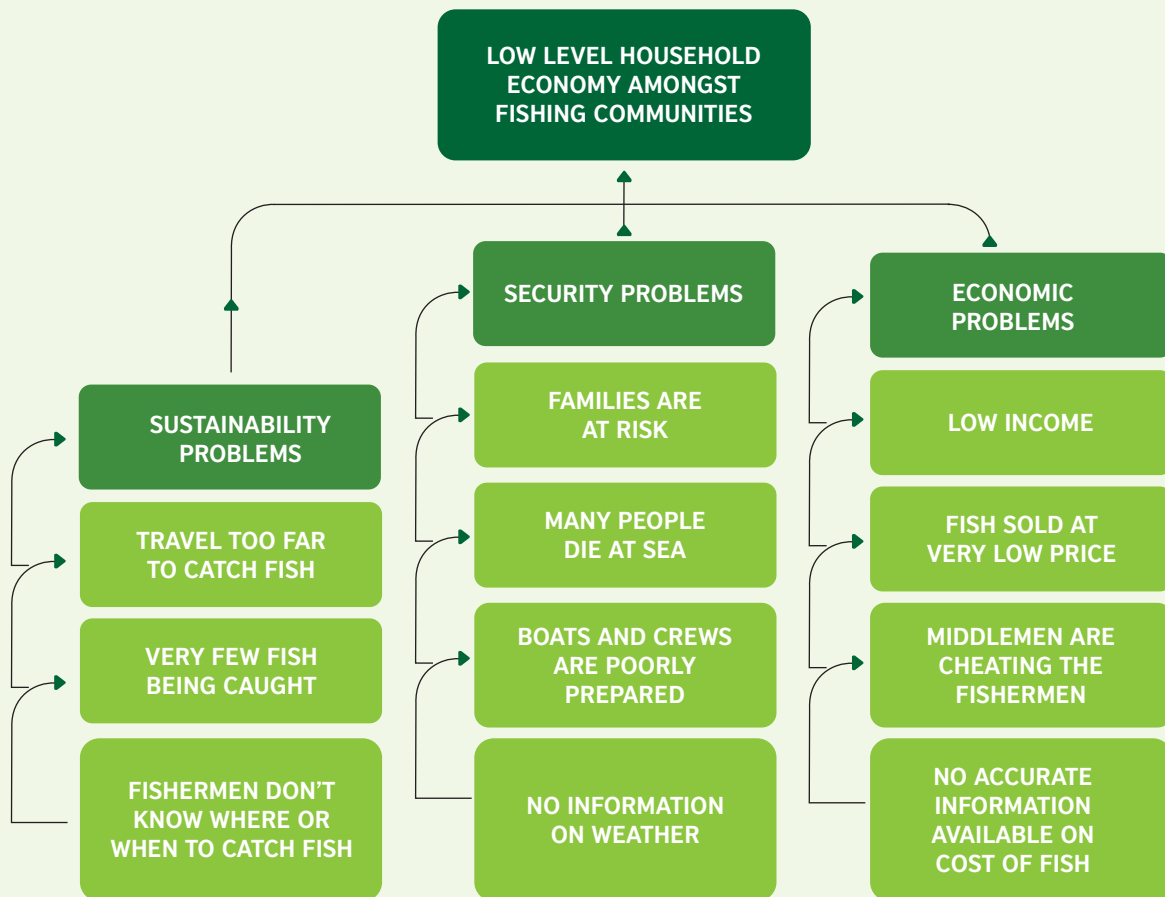 LOW LEVEL HOUSEHOLD
ECONOMY AMONGST
FISHING COMMUNITIES
SUSTAINABILITY
PROBLEMS
TRAVEL TOO FAR
TO CATCH FISH
VERY FEW FISH
BEING CAUGHT
FISHERMEN DON'T
KNOW WHERE OR
WHEN TO CATCH FISH
SECURITY PROBLEMS
FAMILIES ARE
AT RISK
MANY PEOPLE
DIE AT SEA
BOATS AND CREWS
ARE POORLY
PREPARED
NO INFORMATION
ON WEATHER
ECONOMIC
PROBLEMS
LOW INCOME
FISH SOLD AT
VERY LOW PRICE
MIDDLEMEN ARE
CHEATING THE
FISHERMEN
NO ACCURATE
INFORMATION
AVAILABLE ON
COST OF FISH